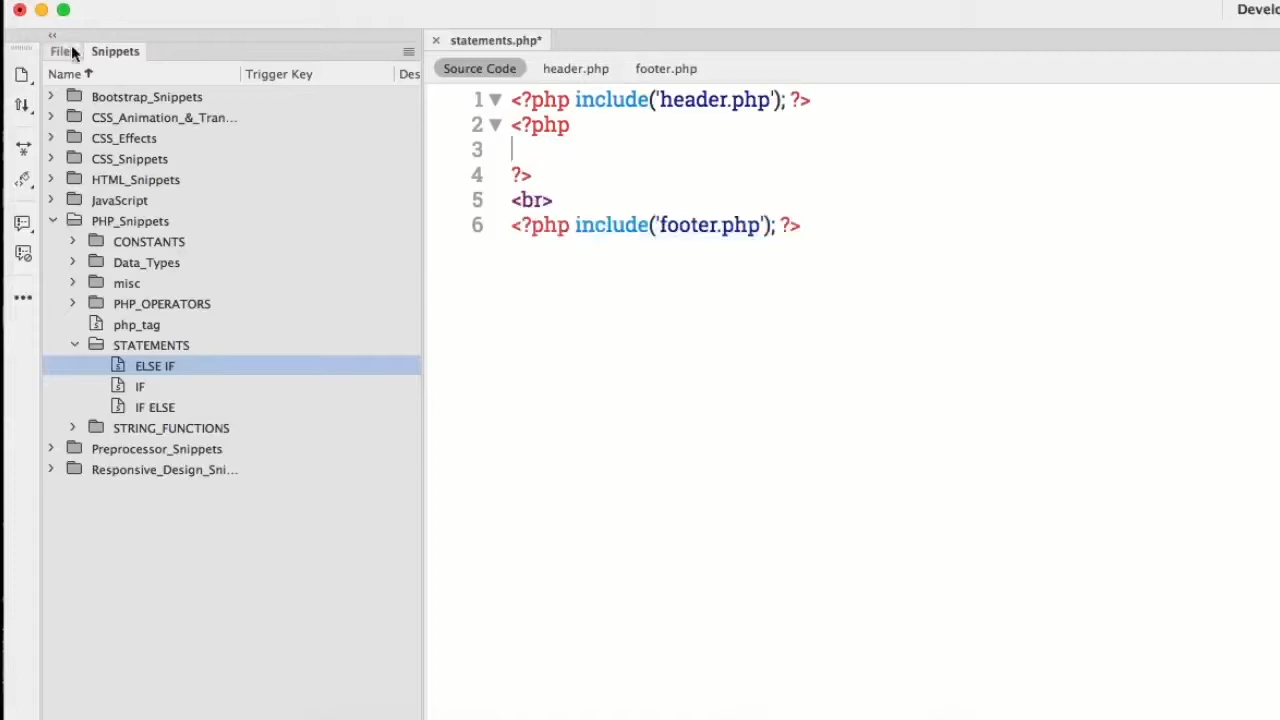 Develo
File Snippets
Name Trigger Key Des
Bootstrap_Snippets
CSS_Animation_&_Tran...
CSS_Effects
CSS_Snippets
HTML_Snippets
JavaScript
PHP_Snippets
CONSTANTS
Data_Types
misc
PHP_OPERATORS
php_tag
STATEMENTS
ELSE IF
IF
IF ELSE
STRING_FUNCTIONS
Preprocessor_Snippets
Responsive_Design_Sni...
statements.php*
Source Code header.php footer.php
1 <?php include('header.php'); ?>
2 <?php
3
4 ?>
5 <br>
6 <?php include('footer.php'); ?>